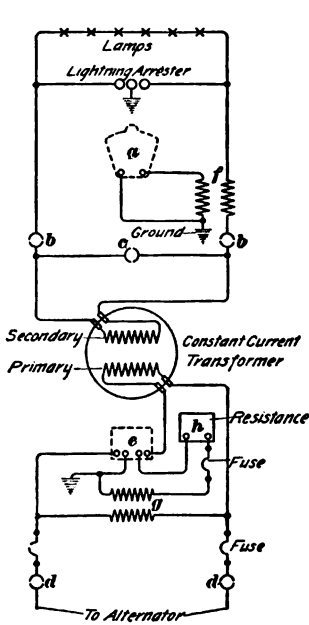 Lamps
Lightning Arrester
a
f
b
c
Ground
b
Secondary
Constant Current
Transformer
Primary
e
h
Resistance
Fuse
g
Fuse
d
d
To Alternator